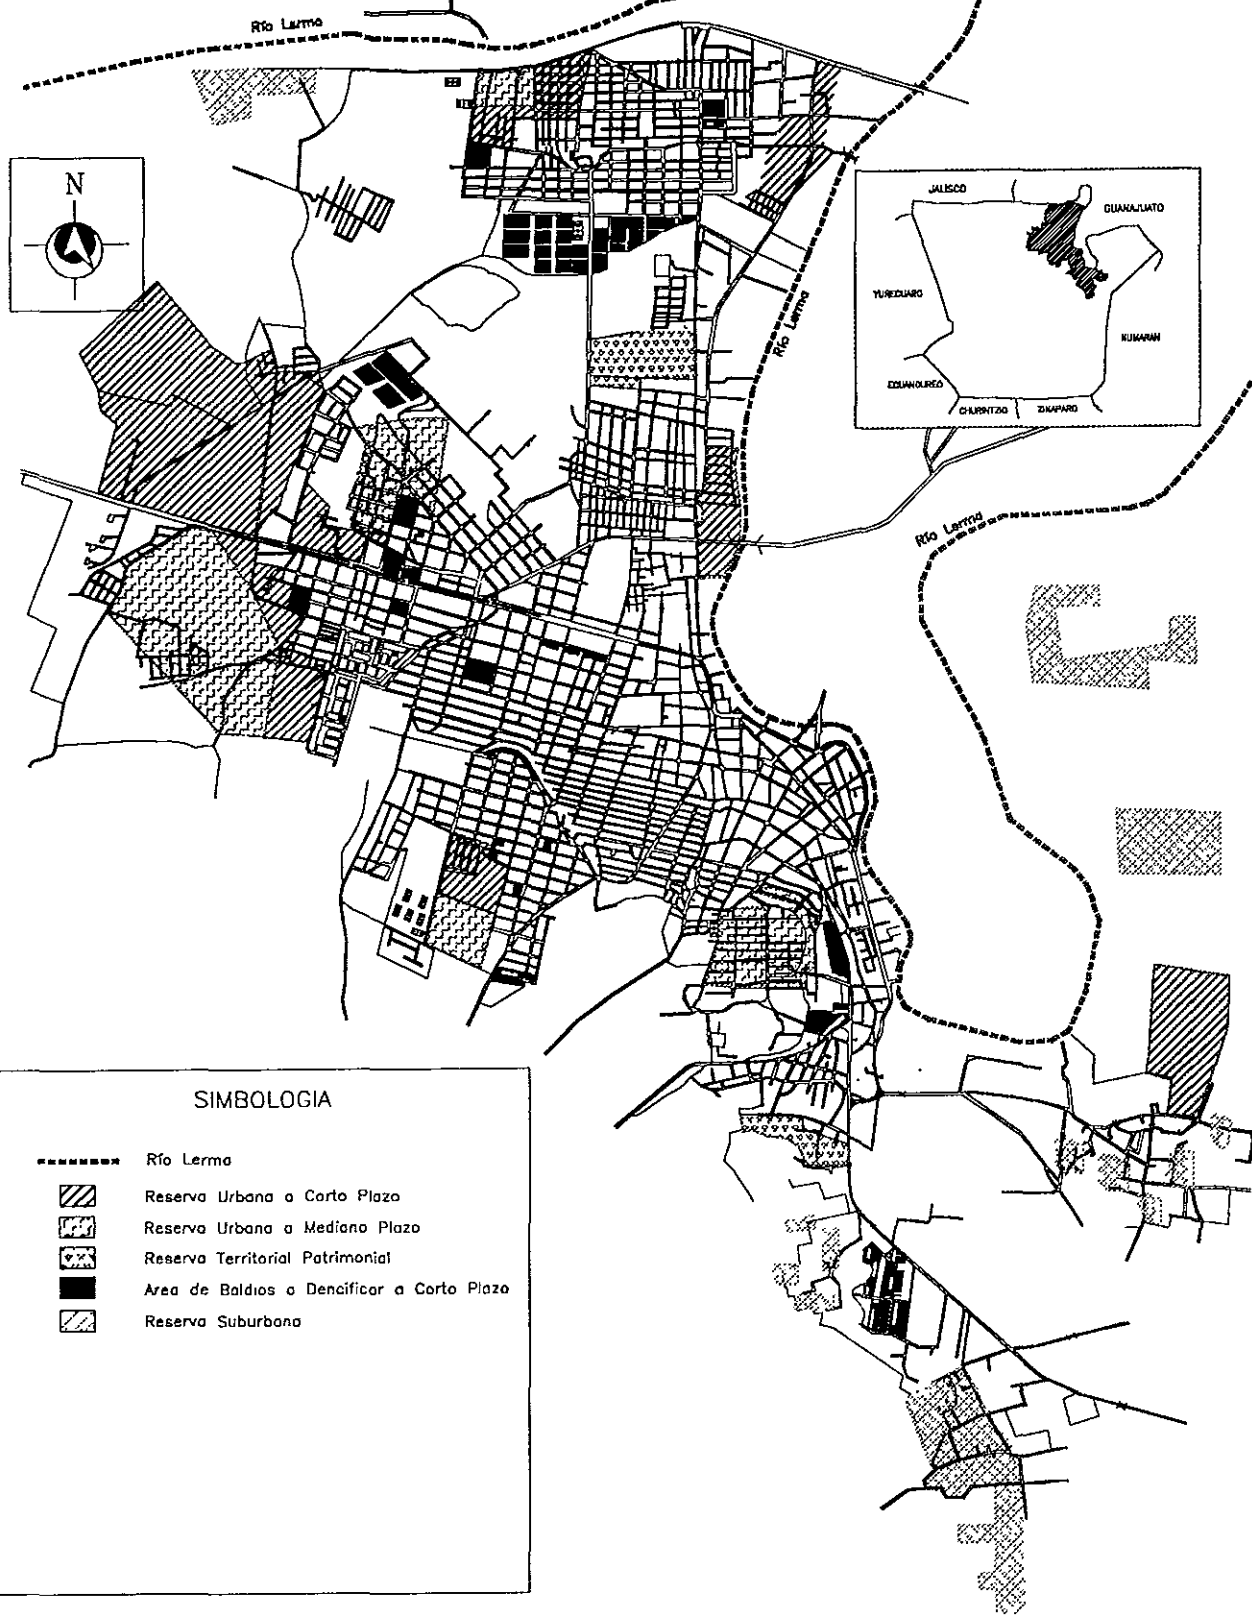 Río Lerma
N
JALISCO
GUANAJUATO
YURECUARO
NUMARAN
ECUANDUREO
CHURINTZIO
ZINAPARO
Río Lerma
Río Lerma
SIMBOLOGIA
Río Lerma
Reserva Urbana a Corto Plazo
Reserva Urbana a Mediano Plazo
Reserva Territorial Patrimonial
Area de Baldios a Dencificar a Corto Plazo
Reserva Suburbana